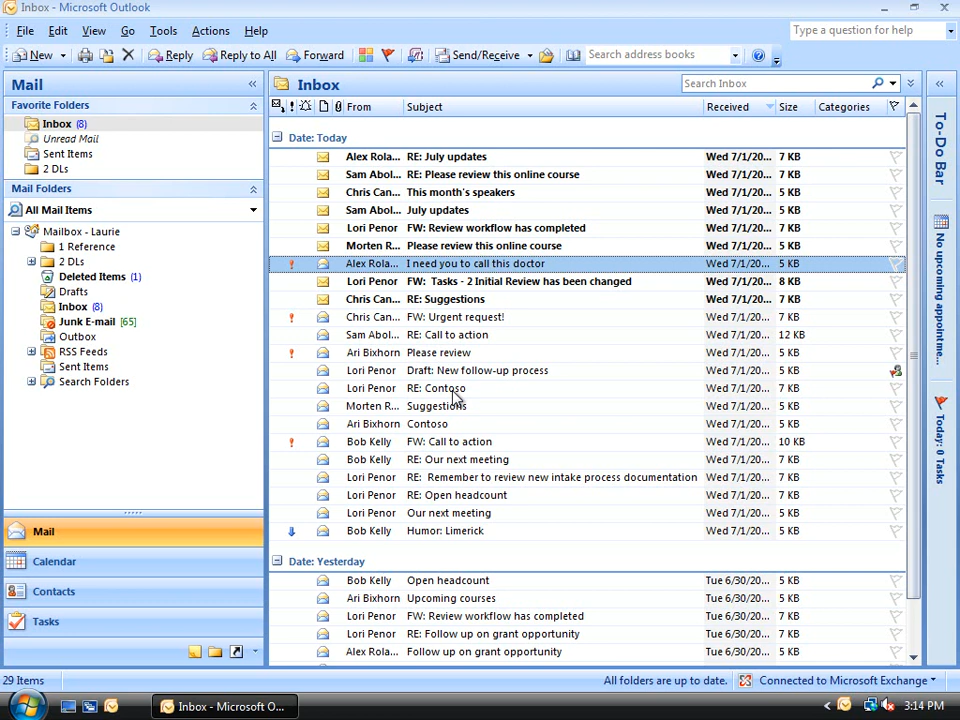 Inbox - Microsoft Outlook
File Edit View Go Tools Actions Help Type a question for help
New Reply Reply to All Forward Send/Receive Search address books
Mail
Favorite Folders
Inbox (8)
Unread Mail
Sent Items
2 DLs
Mail Folders
All Mail Items
Mailbox - Laurie
1 Reference
2 DLs
Deleted Items (1)
Drafts
Inbox (8)
Junk E-mail [65]
Outbox
RSS Feeds
Sent Items
Search Folders
Mail
Calendar
Contacts
Tasks
Inbox Search Inbox
From Subject Received Size Categories
Date: Today
Alex Rola... RE: July updates Wed 7/1/20... 7 KB
Sam Abol... RE: Please review this online course Wed 7/1/20... 7 KB
Chris Can... This month's speakers Wed 7/1/20... 5 KB
Sam Abol... July updates Wed 7/1/20... 5 KB
Lori Penor FW: Review workflow has completed Wed 7/1/20... 7 KB
Morten R... Please review this online course Wed 7/1/20... 5 KB
Alex Rola... I need you to call this doctor Wed 7/1/20... 5 KB
Lori Penor FW: Tasks - 2 Initial Review has been changed Wed 7/1/20... 8 KB
Chris Can... RE: Suggestions Wed 7/1/20... 7 KB
Chris Can... FW: Urgent request! Wed 7/1/20... 7 KB
Sam Abol... RE: Call to action Wed 7/1/20... 12 KB
Ari Bixhorn Please review Wed 7/1/20... 5 KB
Lori Penor Draft: New follow-up process Wed 7/1/20... 5 KB
Lori Penor RE: Contoso Wed 7/1/20... 7 KB
Morten R... Suggestions Wed 7/1/20... 5 KB
Ari Bixhorn Contoso Wed 7/1/20... 5 KB
Bob Kelly FW: Call to action Wed 7/1/20... 10 KB
Bob Kelly RE: Our next meeting Wed 7/1/20... 7 KB
Lori Penor RE: Remember to review new intake process documentation Wed 7/1/20... 7 KB
Lori Penor RE: Open headcount Wed 7/1/20... 7 KB
Lori Penor Our next meeting Wed 7/1/20... 5 KB
Bob Kelly Humor: Limerick Wed 7/1/20... 5 KB
Date: Yesterday
Bob Kelly Open headcount Tue 6/30/20... 5 KB
Ari Bixhorn Upcoming courses Tue 6/30/20... 5 KB
Lori Penor FW: Review workflow has completed Tue 6/30/20... 7 KB
Lori Penor RE: Follow up on grant opportunity Tue 6/30/20... 7 KB
Alex Rola... Follow up on grant opportunity Tue 6/30/20... 5 KB
To-Do Bar
No upcoming appointme...
Today: 0 Tasks
29 Items All folders are up to date. Connected to Microsoft Exchange
Inbox - Microsoft O... 3:14 PM